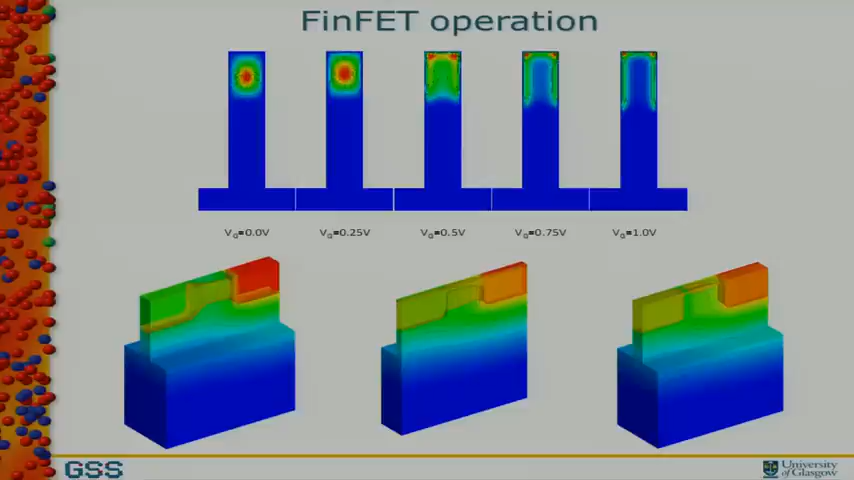 FinFET operation
VG=0.0V VG=0.25V VG=0.5V VG=0.75V VG=1.0V
GSS
University
of Glasgow